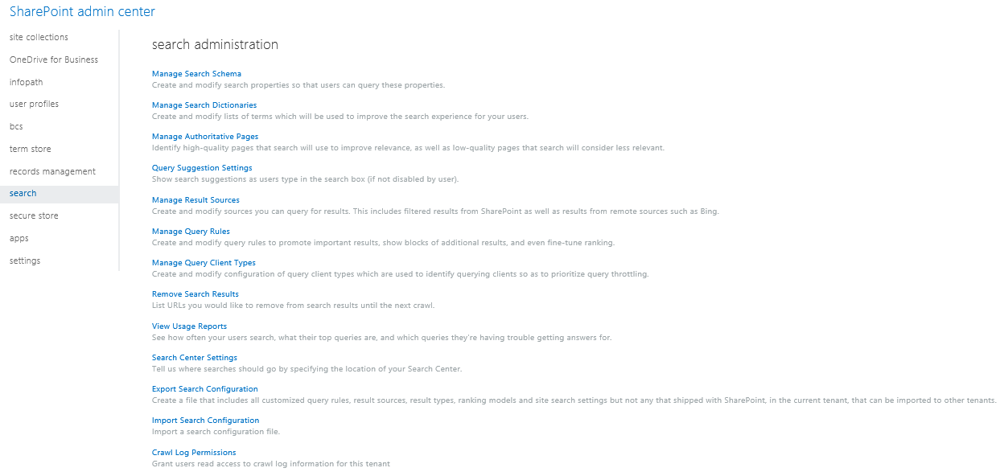 SharePoint admin center
site collections
OneDrive for Business
infopath
user profiles
bcs
term store
records management
search
secure store
apps
settings
search administration
Manage Search Schema
Create and modify search properties so that users can query these properties.
Manage Search Dictionaries
Create and modify lists of terms which will be used to improve the search experience for your users.
Manage Authoritative Pages
Identify high-quality pages that search will use to improve relevance, as well as low-quality pages that search will consider less relevant.
Query Suggestion Settings
Show search suggestions as users type in the search box (if not disabled by user).
Manage Result Sources
Create and modify sources you can query for results. This includes filtered results from SharePoint as well as results from remote sources such as Bing.
Manage Query Rules
Create and modify query rules to promote important results, show blocks of additional results, and even fine-tune ranking.
Manage Query Client Types
Create and modify configuration of query client types which are used to identify querying clients so as to prioritize query throttling.
Remove Search Results
List URLs you would like to remove from search results until the next crawl.
View Usage Reports
See how often your users search, what their top queries are, and which queries they're having trouble getting answers for.
Search Center Settings
Tell us where searches should go by specifying the location of your Search Center.
Export Search Configuration
Create a file that includes all customized query rules, result sources, result types, ranking models and site search settings but not any that shipped with SharePoint, in the current tenant, that can be imported to other tenants.
Import Search Configuration
Import a search configuration file.
Crawl Log Permissions
Grant users read access to crawl log information for this tenant